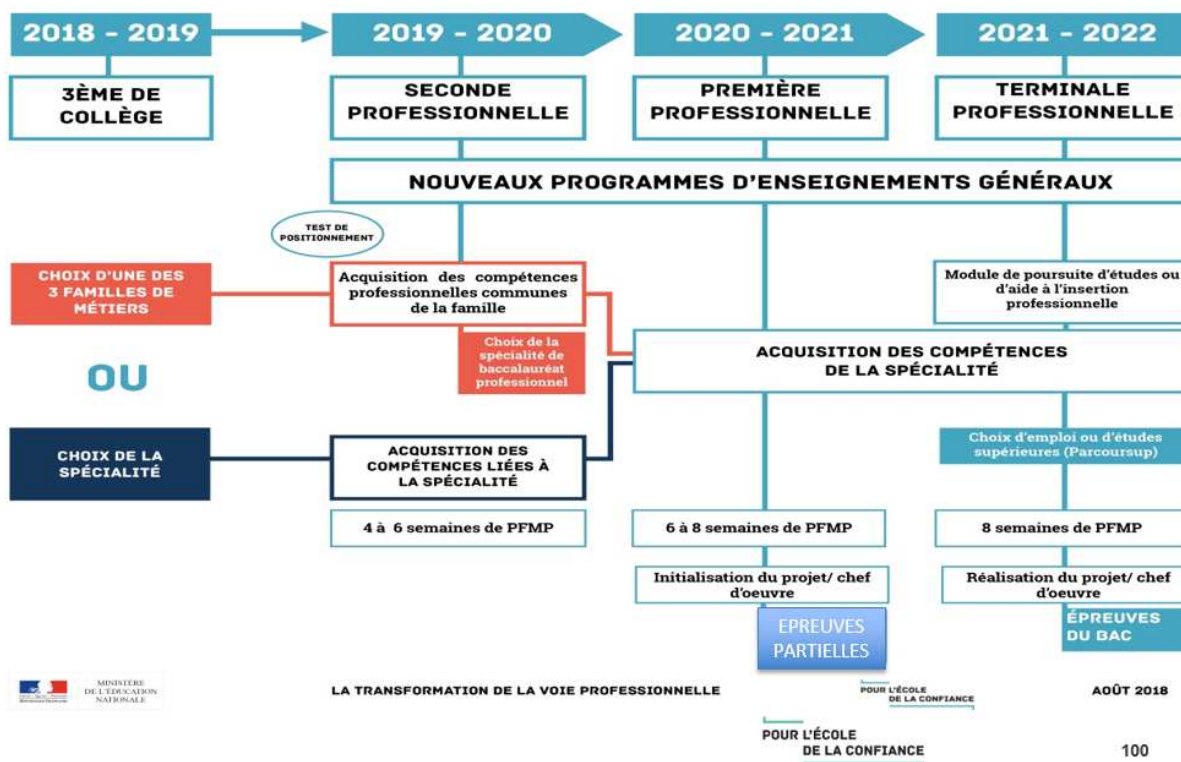 2018 - 2019
2019 - 2020
2020 - 2021
2021 - 2022
3ÈME DE
COLLÈGE
SECONDE
PROFESSIONNELLE
PREMIÈRE
PROFESSIONNELLE
TERMINALE
PROFESSIONNELLE
NOUVEAUX PROGRAMMES D'ENSEIGNEMENTS GÉNÉRAUX
TEST DE
POSITIONNEMENT
CHOIX D'UNE DES
3 FAMILLES DE
MÉTIERS
Acquisition des compétences
professionnelles communes
de la famille
Module de poursuite d'études ou
d'aide à l'insertion
professionnelle
Choix de la
spécialité de
baccalauréat
professionnel
ACQUISITION DES COMPÉTENCES
DE LA SPÉCIALITÉ
OU
CHOIX DE LA
SPÉCIALITÉ
ACQUISITION DES
COMPÉTENCES LIÉES À
LA SPÉCIALITÉ
Choix d'emploi ou d'études
supérieures (Parcoursup)
4 à 6 semaines de PFMP
6 à 8 semaines de PFMP
8 semaines de PFMP
Initialisation du projet/ chef
d'oeuvre
Réalisation du projet/ chef
d'oeuvre
EPREUVES
PARTIELLES
ÉPREUVES
DU BAC
MINISTÈRE
DE L'ÉDUCATION
NATIONALE
LA TRANSFORMATION DE LA VOIE PROFESSIONNELLE
POUR L'ÉCOLE
DE LA CONFIANCE
AOÛT 2018
POUR L'ÉCOLE
DE LA CONFIANCE
100